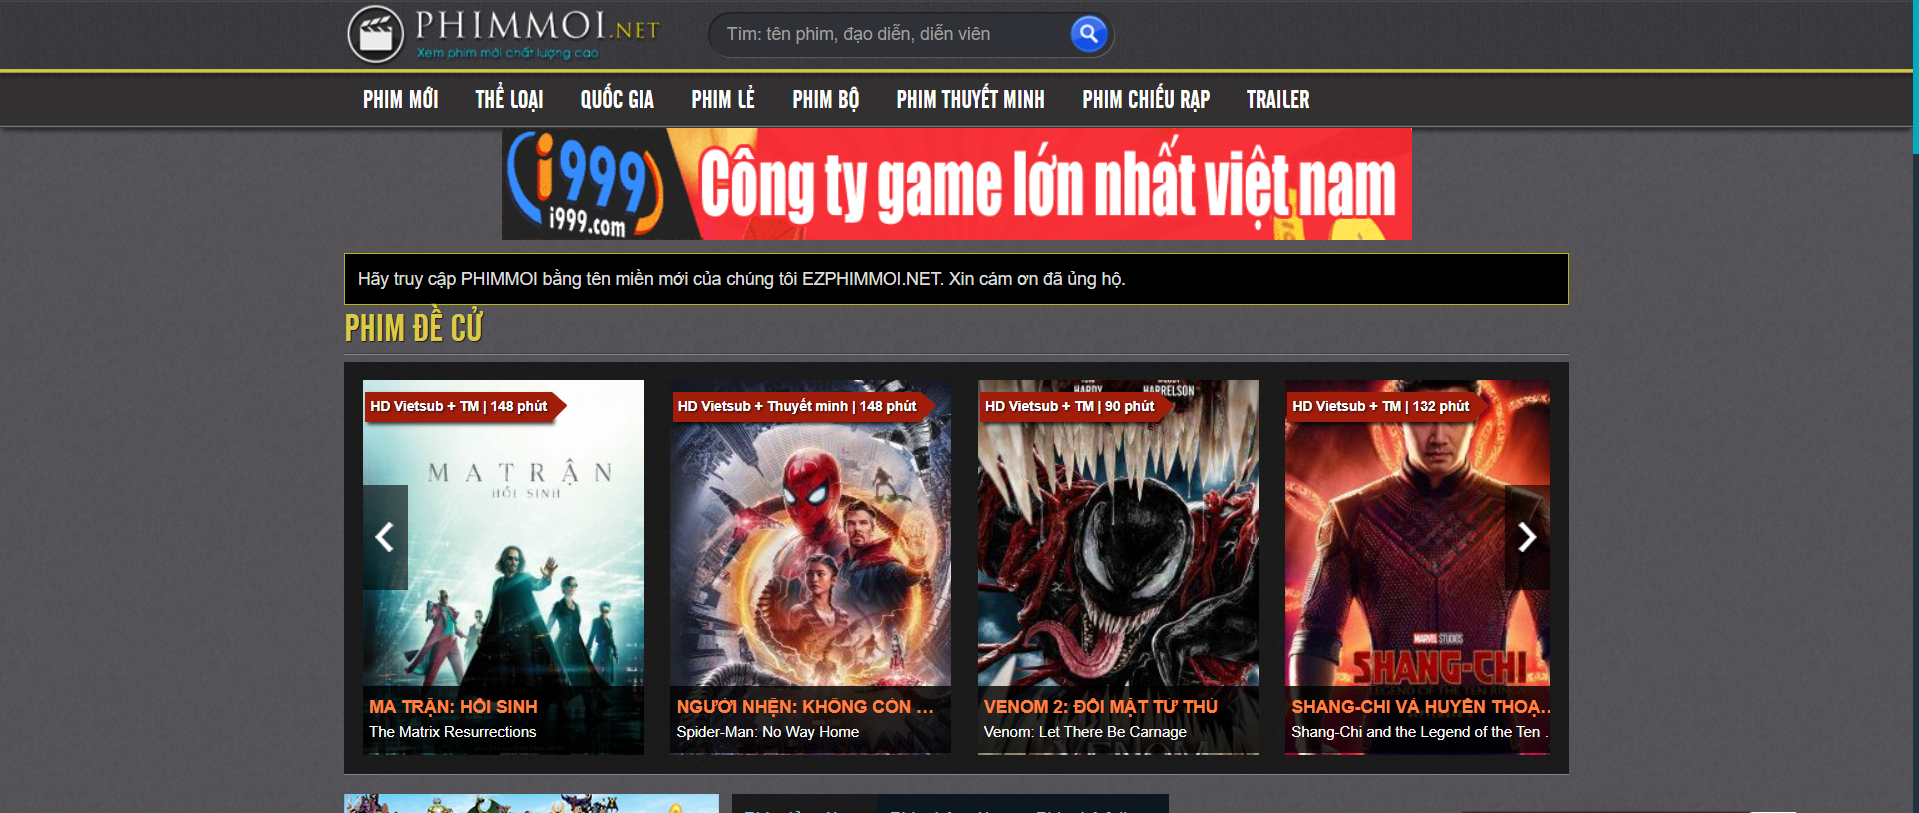 PHIMMOI.NET
Xem phim mới chất lượng cao
Tìm: tên phim, đạo diễn, diễn viên
PHIM MỚI THỂ LOẠI QUỐC GIA PHIM LẺ PHIM BỘ PHIM THUYẾT MINH PHIM CHIẾU RẠP TRAILER
i999
i999.com
Công ty game lớn nhất việt nam
Hãy truy cập PHIMMOI bằng tên miền mới của chúng tôi EZPHIMMOI.NET. Xin cám ơn đã ủng hộ.
PHIM ĐỀ CỬ
HD Vietsub + TM | 148 phút
MA TRẬN
HỒI SINH
MA TRẬN: HỒI SINH
The Matrix Resurrections
HD Vietsub + Thuyết minh | 148 phút
NGƯỜI NHỆN: KHÔNG CÒN ...
Spider-Man: No Way Home
HARDY HARRELSON
HD Vietsub + TM | 90 phút
VENOM 2: ĐỐI MẶT TỬ THÙ
Venom: Let There Be Carnage
HD Vietsub + TM | 132 phút
MARVEL STUDIOS
SHANG-CHI
LEGEND OF THE TEN RINGS
SHANG-CHI VÀ HUYỀN THOẠ...
Shang-Chi and the Legend of the Ten .